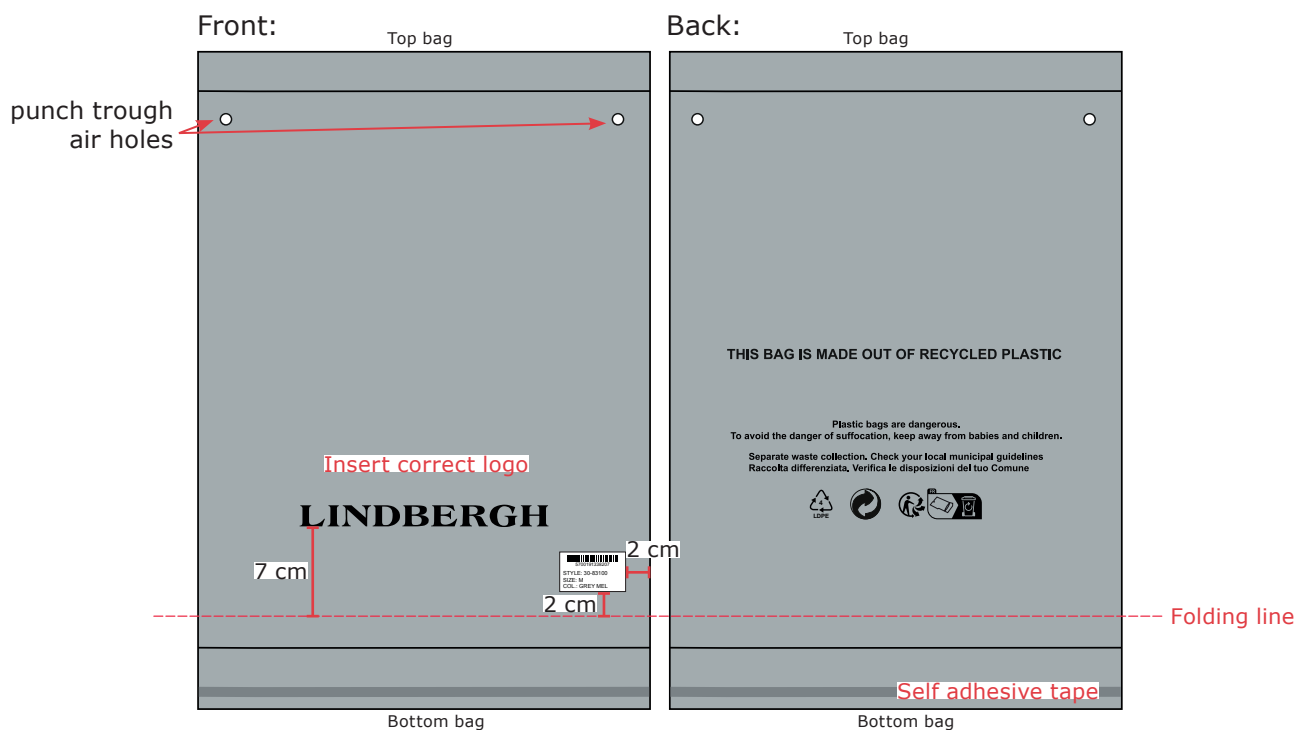 Front:
Top bag
Back:
Top bag
punch trough
air holes
THIS BAG IS MADE OUT OF RECYCLED PLASTIC
Plastic bags are dangerous.
To avoid the danger of suffocation, keep away from babies and children.
Separate waste collection. Check your local municipal guidelines
Raccolta differenziata. Verifica le disposizioni del tuo Comune
4
LDPE
Insert correct logo
LINDBERGH
7 cm
STYLE: 30-83100
SIZE: M
COL.: GREY MEL
2 cm
2 cm
Folding line
Self adhesive tape
Bottom bag
Bottom bag